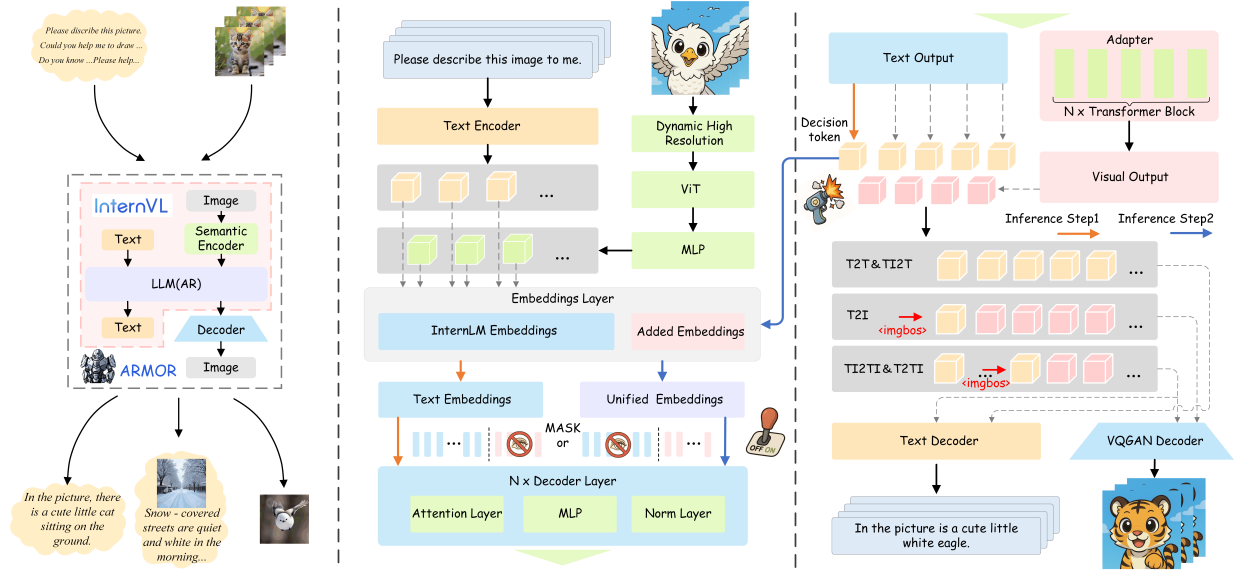 Please discribe this picture.
Could you help me to draw ...
Do you know ...Please help...
InternVL
Image
Text
Semantic
Encoder
LLM(AR)
Text
Decoder
Image
ARMOR
In the picture, there
is a cute little cat
sitting on the
ground.
Snow - covered
streets are quiet
and white in the
morning...
Please describe this image to me.
Text Encoder
Dynamic High
Resolution
ViT
MLP
...
...
Embeddings Layer
InternLM Embeddings
Added Embeddings
Text Embeddings
Unified Embeddings
MASK
or
...
...
OFF ON
N x Decoder Layer
Attention Layer
MLP
Norm Layer
Text Output
Adapter
N x Transformer Block
Decision
token
Visual Output
Inference Step1
Inference Step2
T2T & TI2T
...
T2I
<imgbos>
...
TI2TI & T2TI
...
<imgbos>
...
Text Decoder
VQGAN Decoder
In the picture is a cute little
white eagle.